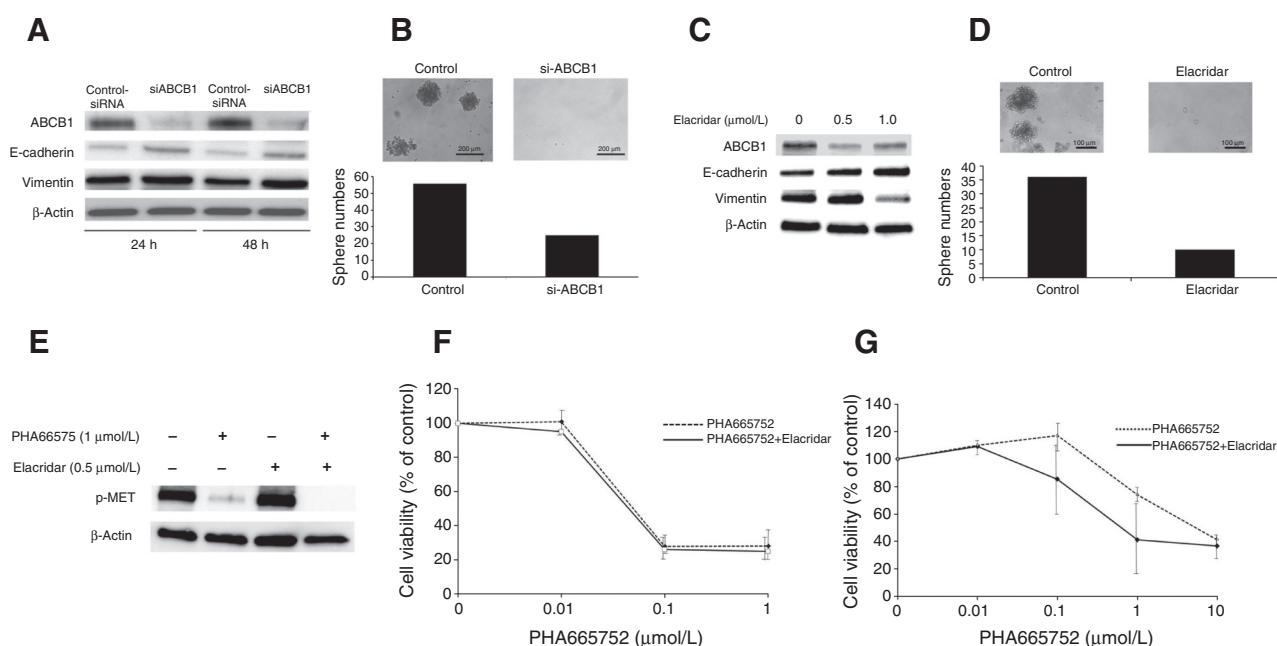 A
Control-
siRNA
siABCB1
Control-
siRNA
siABCB1
ABCB1
E-cadherin
Vimentin
β-Actin
24 h
48 h
B
Control
si-ABCB1
200 μm
200 μm
Sphere numbers
60
50
40
30
20
10
0
Control
si-ABCB1
C
Elacridar (μmol/L)
0
0.5
1.0
ABCB1
E-cadherin
Vimentin
β-Actin
D
Control
Elacridar
100 μm
100 μm
Sphere numbers
40
35
30
25
20
15
10
5
0
Control
Elacridar
E
PHA66575 (1 μmol/L)
– + – +
Elacridar (0.5 μmol/L)
– – + +
p-MET
β-Actin
F
Cell viability (% of control)
120
100
80
60
40
20
0
PHA665752
PHA665752+Elacridar
0
0.01
0.1
1
PHA665752 (μmol/L)
G
Cell viability (% of control)
140
120
100
80
60
40
20
0
PHA665752
PHA665752+Elacridar
0
0.01
0.1
1
10
PHA665752 (μmol/L)